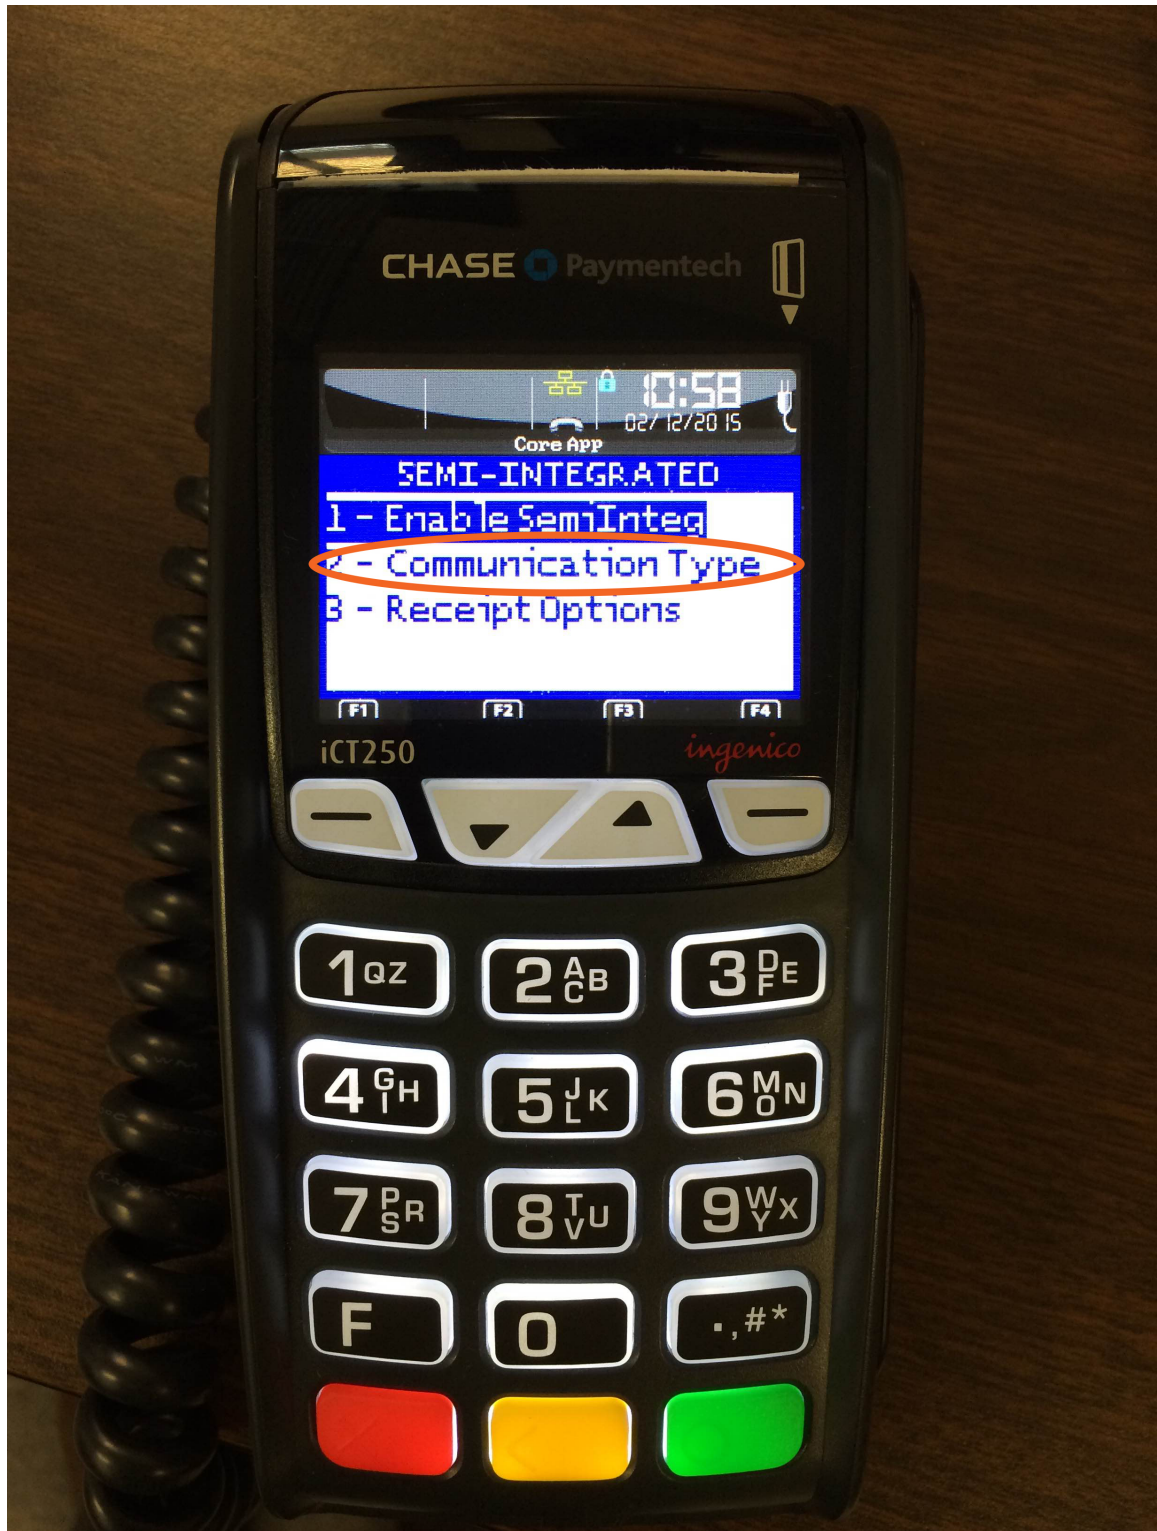 CHASE Paymentech
10:58
02/12/2015
Core App
SEMI-INTEGRATED
1 - Enable SemiInteg
2 - Communication Type
3 - Receipt Options
F1 F2 F3 F4
iCT250 ingenico
1 QZ 2 ABC 3 DEF
4 GHI 5 JKL 6 MNO
7 PRS 8 TUV 9 WXY
F 0 .,#*